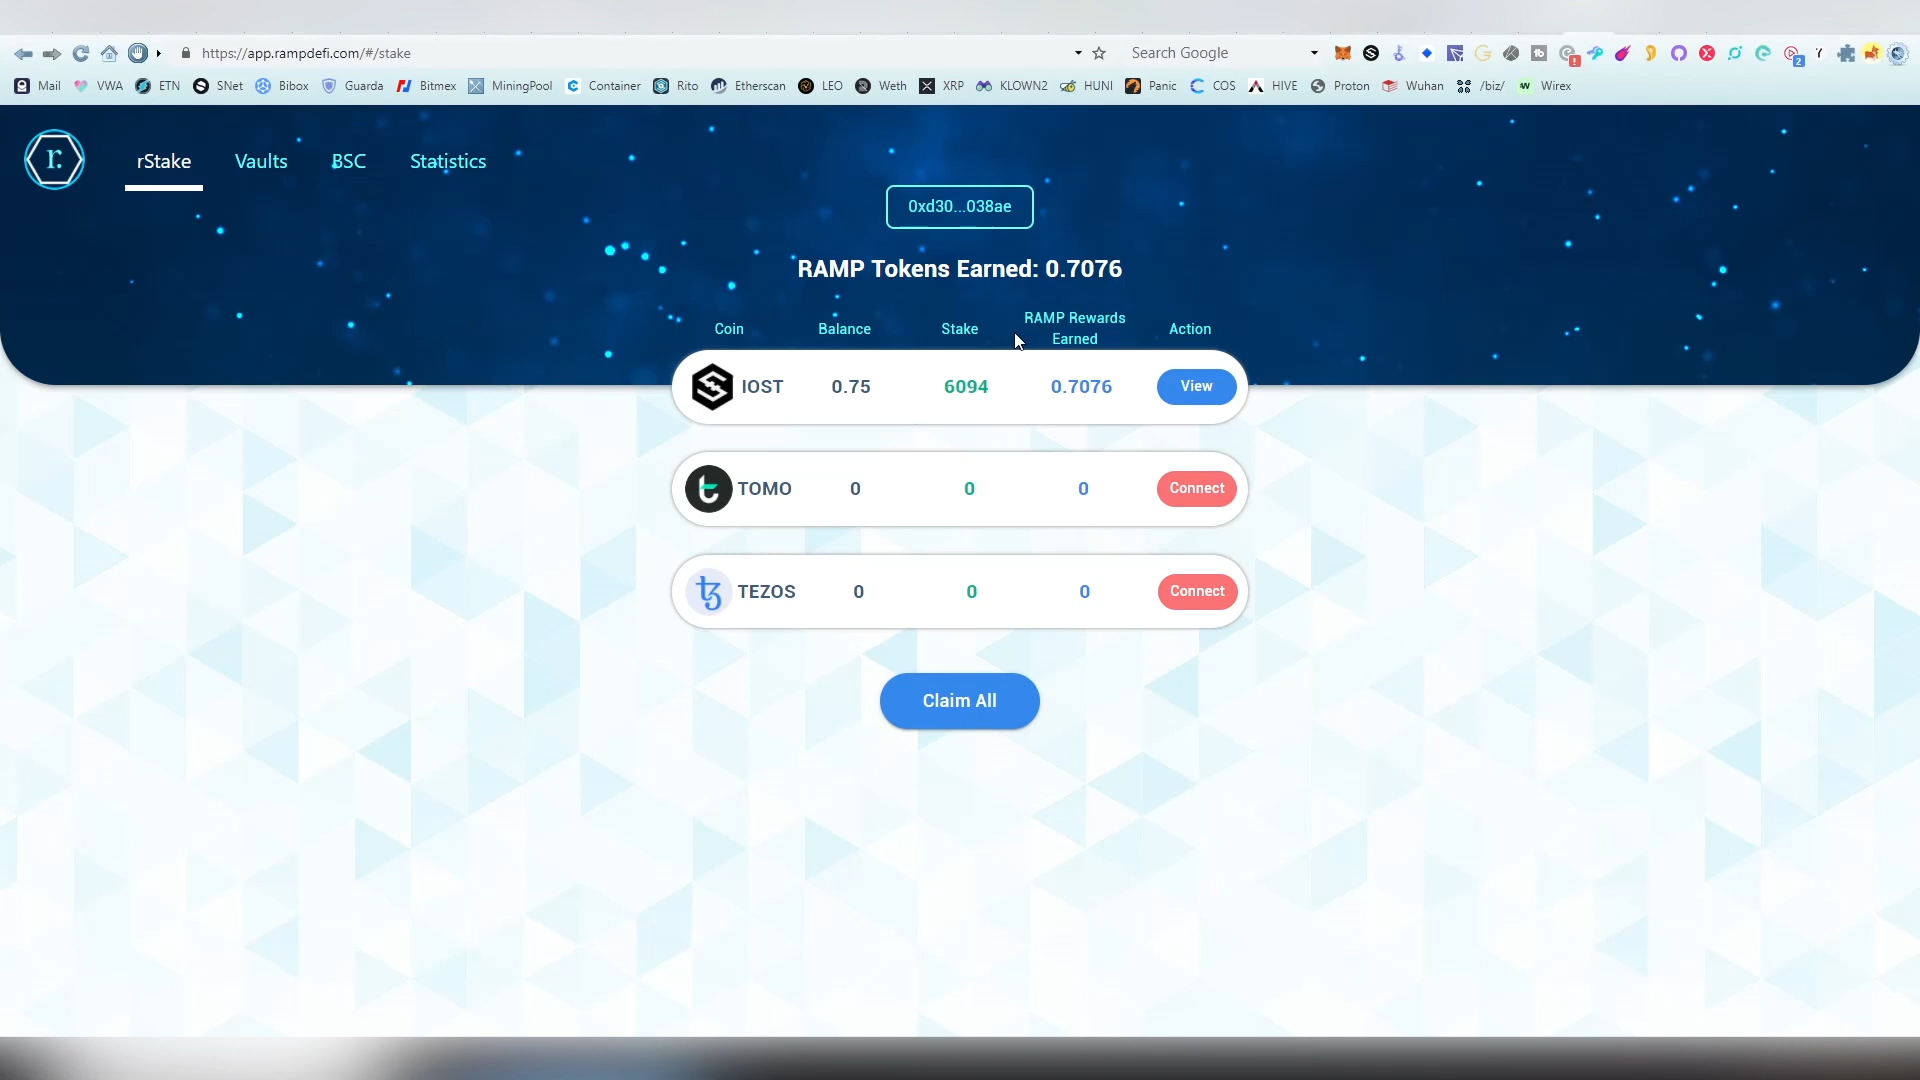 https://app.rampdefi.com/#/stake
Search Google
Mail VWA ETN SNet Bibox Guarda Bitmex MiningPool Container Rito Etherscan LEO Weth XRP KLOWN2 HUNI Panic COS HIVE Proton Wuhan /biz/ Wirex
r.
rStake Vaults BSC Statistics
0xd30...038ae
RAMP Tokens Earned: 0.7076
Coin Balance Stake RAMP Rewards Earned Action
IOST 0.75 6094 0.7076 View
TOMO 0 0 0 Connect
TEZOS 0 0 0 Connect
Claim All